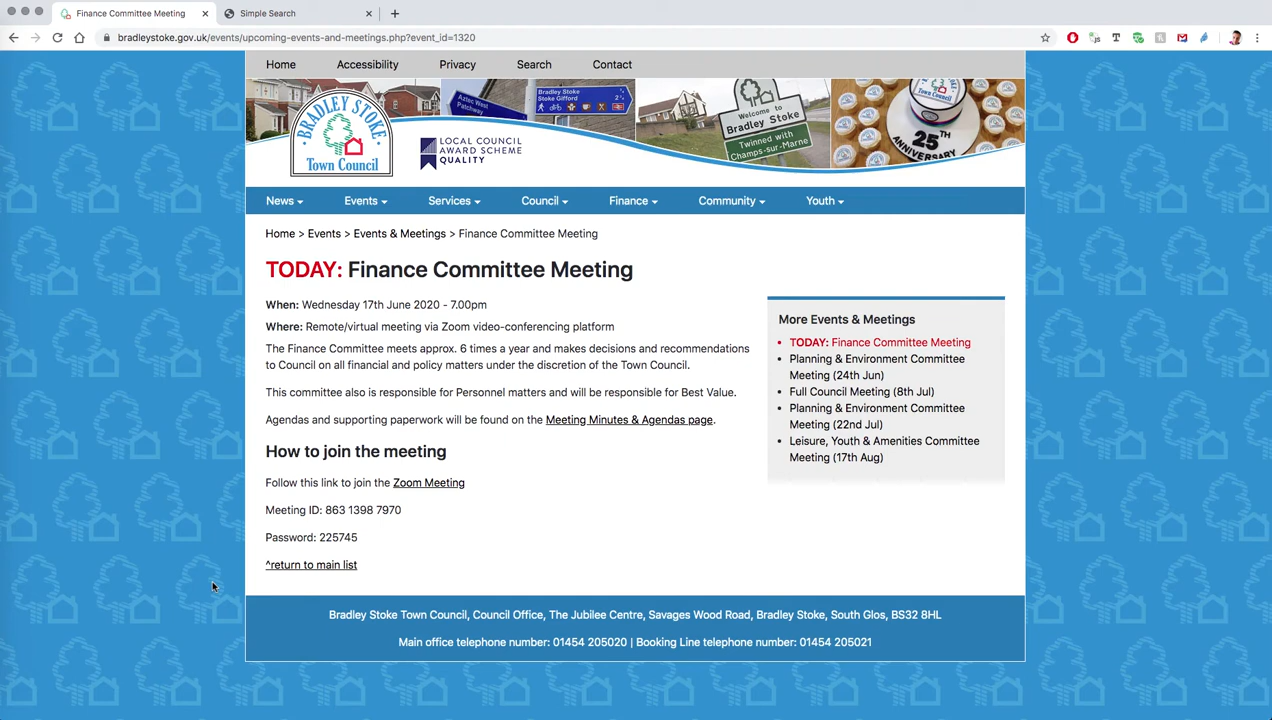 Finance Committee Meeting
Simple Search
bradleystoke.gov.uk/events/upcoming-events-and-meetings.php?event_id=1320
Home Accessibility Privacy Search Contact
BRADLEY STOKE
Town Council
LOCAL COUNCIL
AWARD SCHEME
QUALITY
Aztec West
Patchway
Bradley Stoke
Stoke Gifford
Welcome to
Bradley Stoke
Twinned with
Champs-sur-Marne
25TH
ANNIVERSARY
News Events Services Council Finance Community Youth
Home > Events > Events & Meetings > Finance Committee Meeting
TODAY: Finance Committee Meeting
When: Wednesday 17th June 2020 - 7.00pm
Where: Remote/virtual meeting via Zoom video-conferencing platform
The Finance Committee meets approx. 6 times a year and makes decisions and recommendations
to Council on all financial and policy matters under the discretion of the Town Council.
This committee also is responsible for Personnel matters and will be responsible for Best Value.
Agendas and supporting paperwork will be found on the Meeting Minutes & Agendas page.
How to join the meeting
Follow this link to join the Zoom Meeting
Meeting ID: 863 1398 7970
Password: 225745
^return to main list
More Events & Meetings
• TODAY: Finance Committee Meeting
• Planning & Environment Committee
Meeting (24th Jun)
• Full Council Meeting (8th Jul)
• Planning & Environment Committee
Meeting (22nd Jul)
• Leisure, Youth & Amenities Committee
Meeting (17th Aug)
Bradley Stoke Town Council, Council Office, The Jubilee Centre, Savages Wood Road, Bradley Stoke, South Glos, BS32 8HL
Main office telephone number: 01454 205020 | Booking Line telephone number: 01454 205021